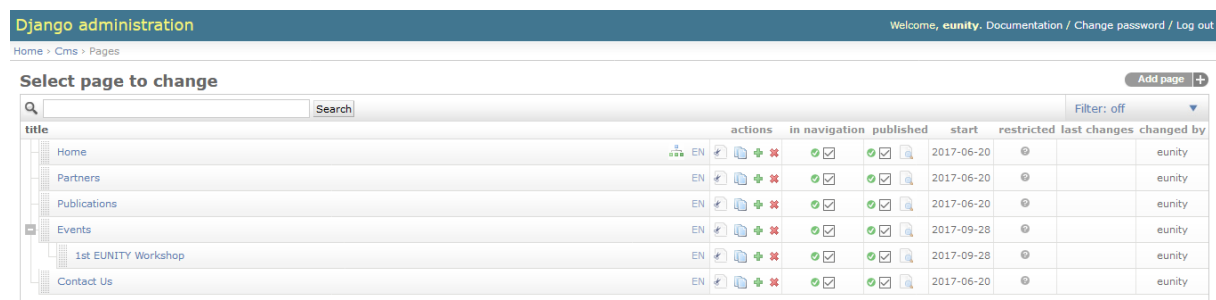 Django administration
Welcome, eunity. Documentation / Change password / Log out
Home › Cms › Pages
Select page to change
Add page
Search
Filter: off
title actions in navigation published start restricted last changes changed by
Home EN 2017-06-20 eunity
Partners EN 2017-06-20 eunity
Publications EN 2017-06-20 eunity
Events EN 2017-09-28 eunity
1st EUNITY Workshop EN 2017-09-28 eunity
Contact Us EN 2017-06-20 eunity